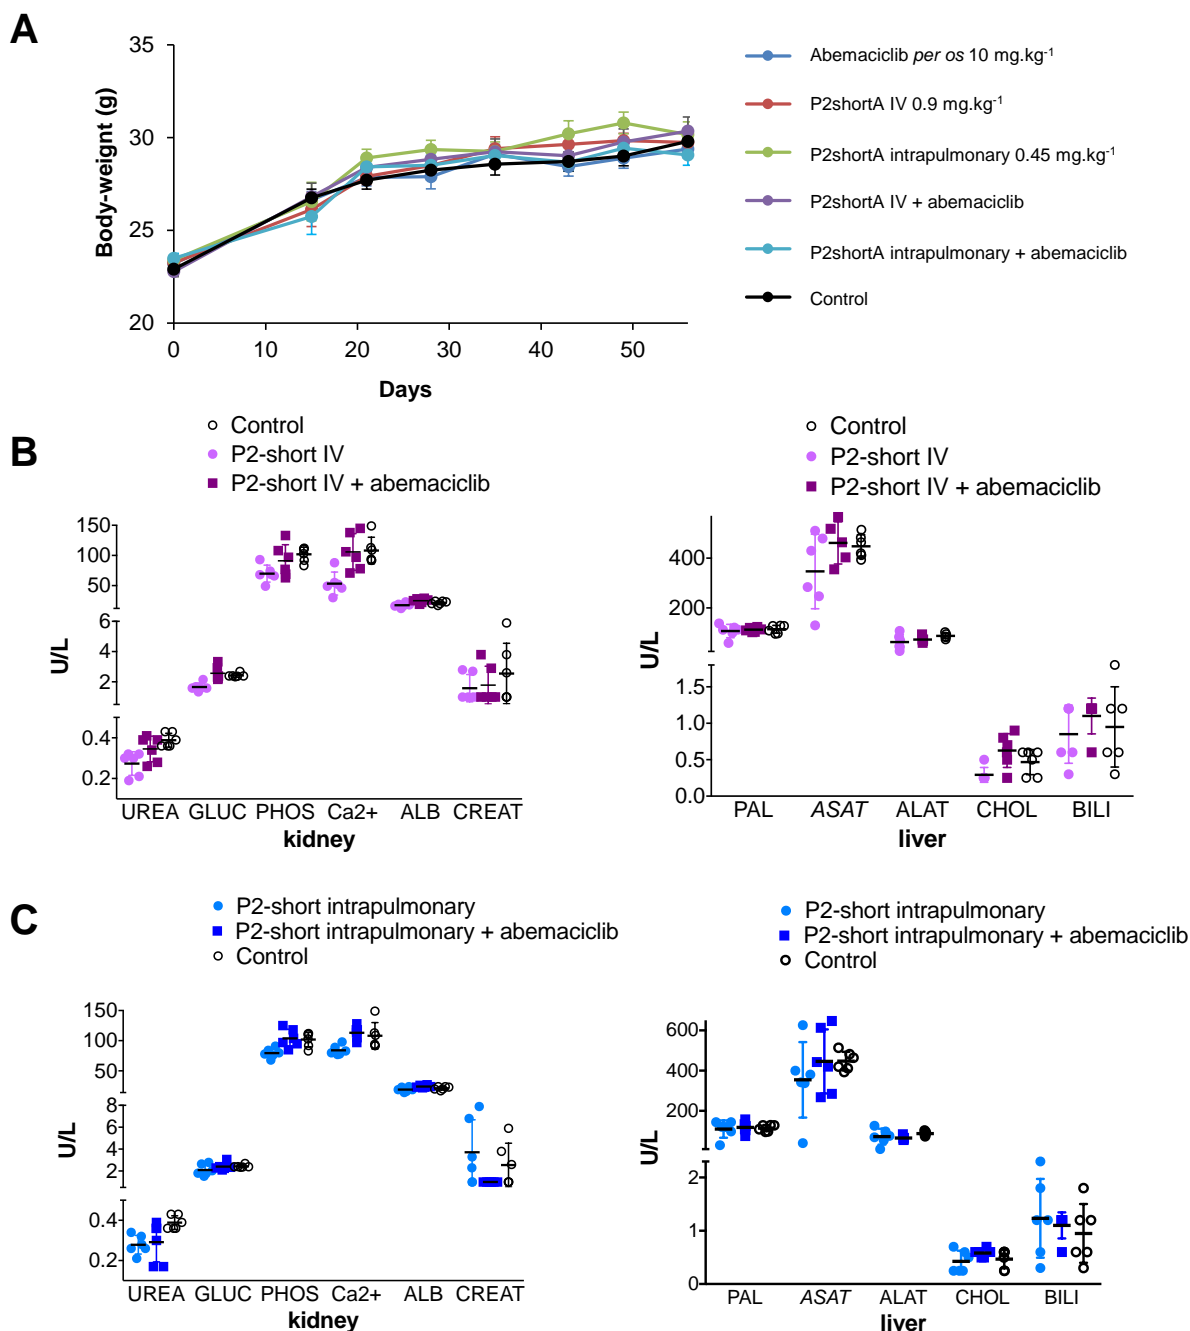 A
Body-weignt (g)
35
30
25
20
0
10
20
30
40
50
Days
Abemaciclib per os 10 mg.kg-1
P2shortA IV 0.9 mg.kg-1
P2shortA intrapulmonary 0.45 mg.kg-1
P2shortA IV + abemaciclib
P2shortA intrapulmonary + abemaciclib
Control
B
Control
P2-short IV
P2-short IV + abemaciclib
U/L
150
100
50
6
4
2
0.4
0.2
UREA GLUC PHOS Ca2+ ALB CREAT
kidney
Control
P2-short IV
P2-short IV + abemaciclib
U/L
400
200
1.5
1.0
0.5
0.0
PAL ASAT ALAT CHOL BILI
liver
C
P2-short intrapulmonary
P2-short intrapulmonary + abemaciclib
Control
U/L
150
100
50
8
6
4
2
0.4
0.2
UREA GLUC PHOS Ca2+ ALB CREAT
kidney
P2-short intrapulmonary
P2-short intrapulmonary + abemaciclib
Control
U/L
600
400
200
2
1
0
PAL ASAT ALAT CHOL BILI
liver